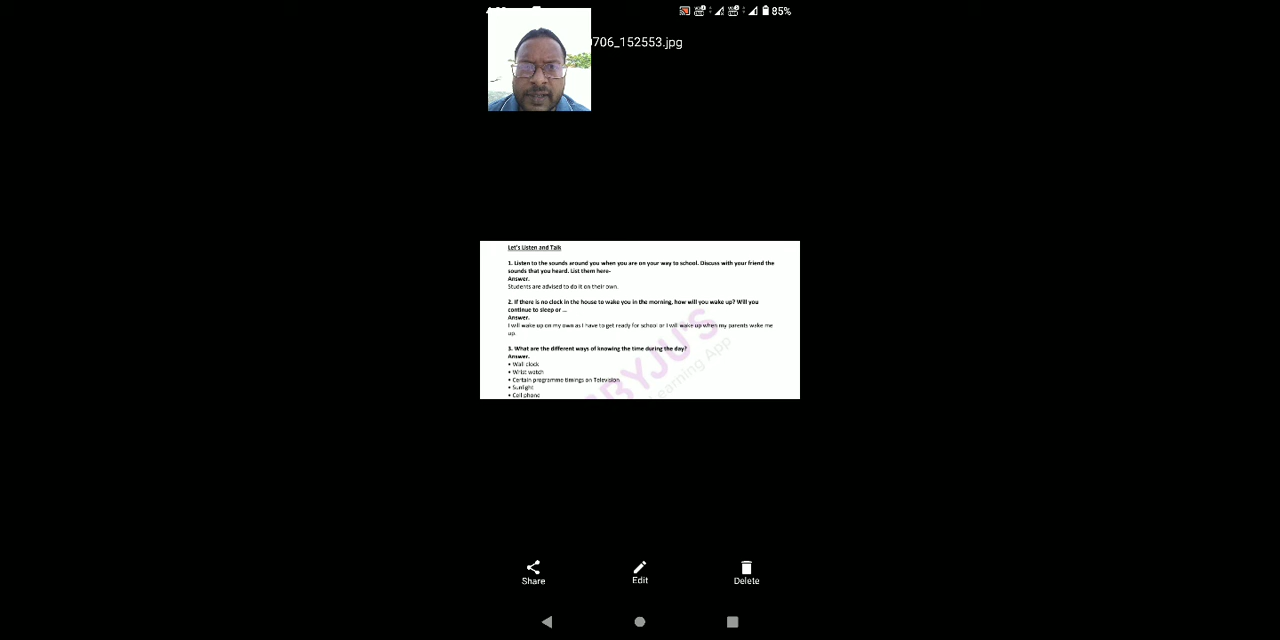 85%
0706_152553.jpg
Let's Listen and Talk
1. Listen to the sounds around you when you are on your way to school. Discuss with your friend the
sounds that you heard. List them here-
Answer.
Students are advised to do it on their own.
2. If there is no clock in the house to wake you in the morning, how will you wake up? Will you
continue to sleep or ...
Answer.
I will wake up on my own as I have to get ready for school or I will wake up when my parents wake me
up.
3. What are the different ways of knowing the time during the day?
Answer.
• Wall clock
• Wrist watch
• Certain programme timings on Television
• Sunlight
• Cell phone
BYJU'S
Learning App
Share
Edit
Delete